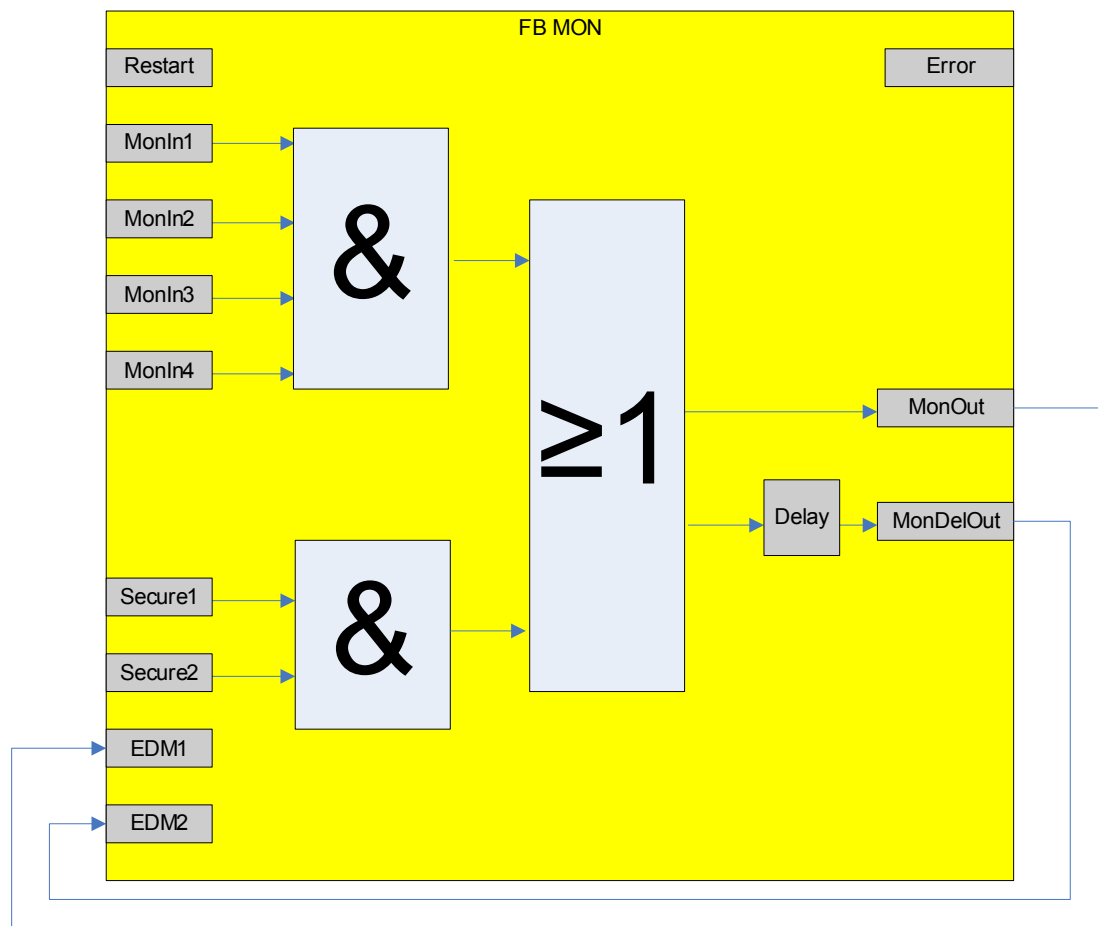 FB MON
Restart
Error
MonIn1
MonIn2
&
MonIn3
MonIn4
≥1
MonOut
MonDelOut
Delay
Secure1
&
Secure2
EDM1
EDM2